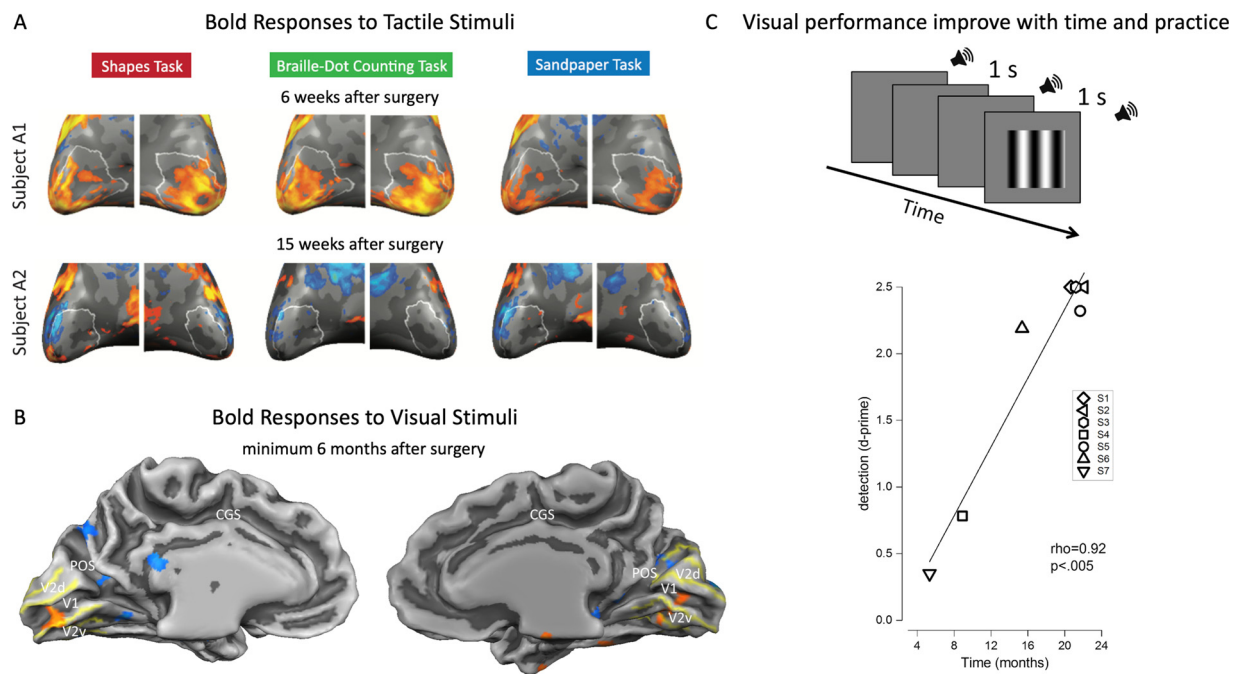 A
Bold Responses to Tactile Stimuli
Shapes Task
Braille-Dot Counting Task
Sandpaper Task
6 weeks after surgery
Subject A1
15 weeks after surgery
Subject A2
B
Bold Responses to Visual Stimuli
minimum 6 months after surgery
CGS
POS
V2d
V1
V2v
CGS
POS
V2d
V1
V2v
C
Visual performance improve with time and practice
1 s
1 s
Time
detection (d-prime)
2.5
2.0
1.5
1.0
0.5
0.0
S1
S2
S3
S4
S5
S6
S7
rho=0.92
p<.005
4 8 12 16 20 24
Time (months)